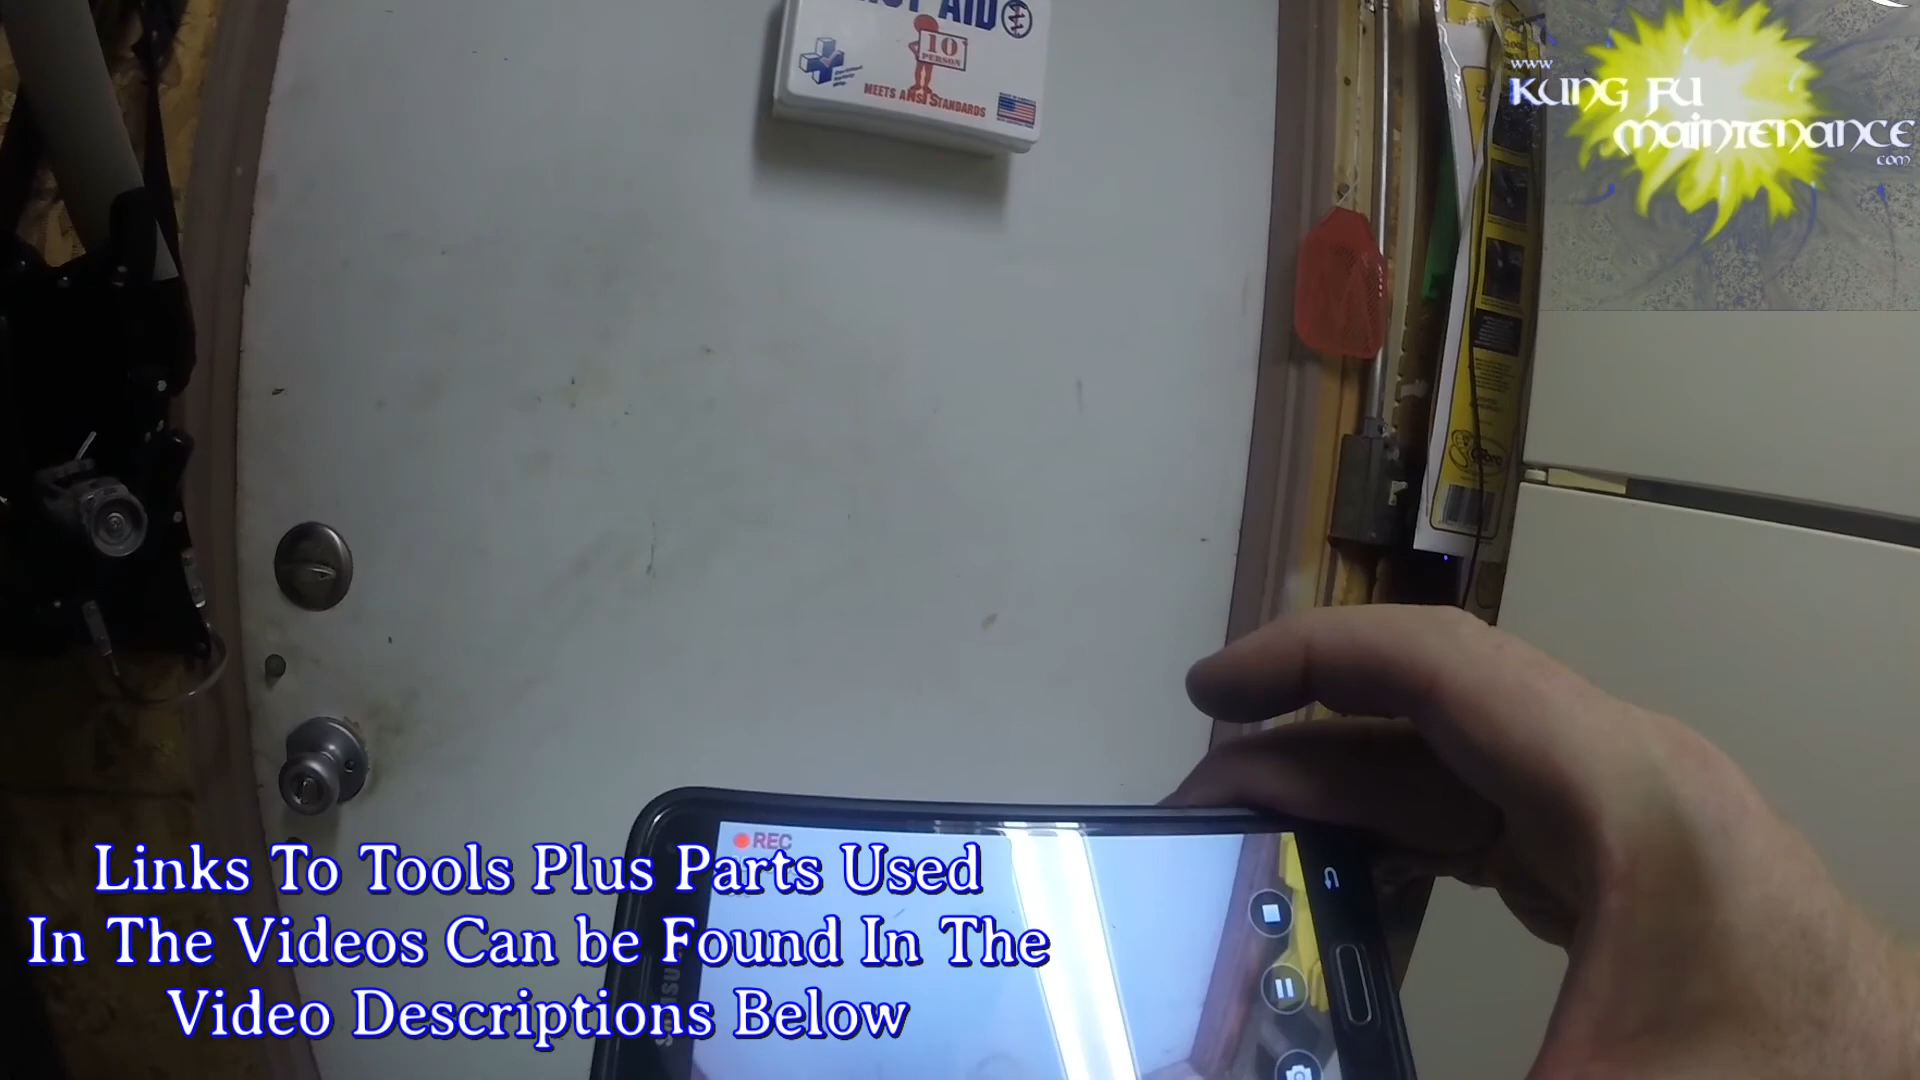 AID
10
PERSON
MEETS ANSI STANDARDS
www
KUNG FU
MAINTENANCE
.com
REC
Links To Tools Plus Parts Used
In The Videos Can be Found In The
Video Descriptions Below